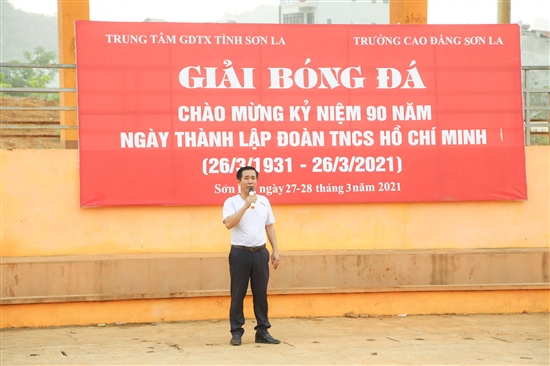 TRUNG TÂM GDTX TỈNH SƠN LA
TRƯỜNG CAO ĐẲNG SƠN LA
GIẢI BÓNG ĐÁ
CHÀO MỪNG KỶ NIỆM 90 NĂM
NGÀY THÀNH LẬP ĐOÀN TNCS HỒ CHÍ MINH
(26/3/1931 - 26/3/2021)
Sơn ngày 27-28 tháng 3 năm 2021